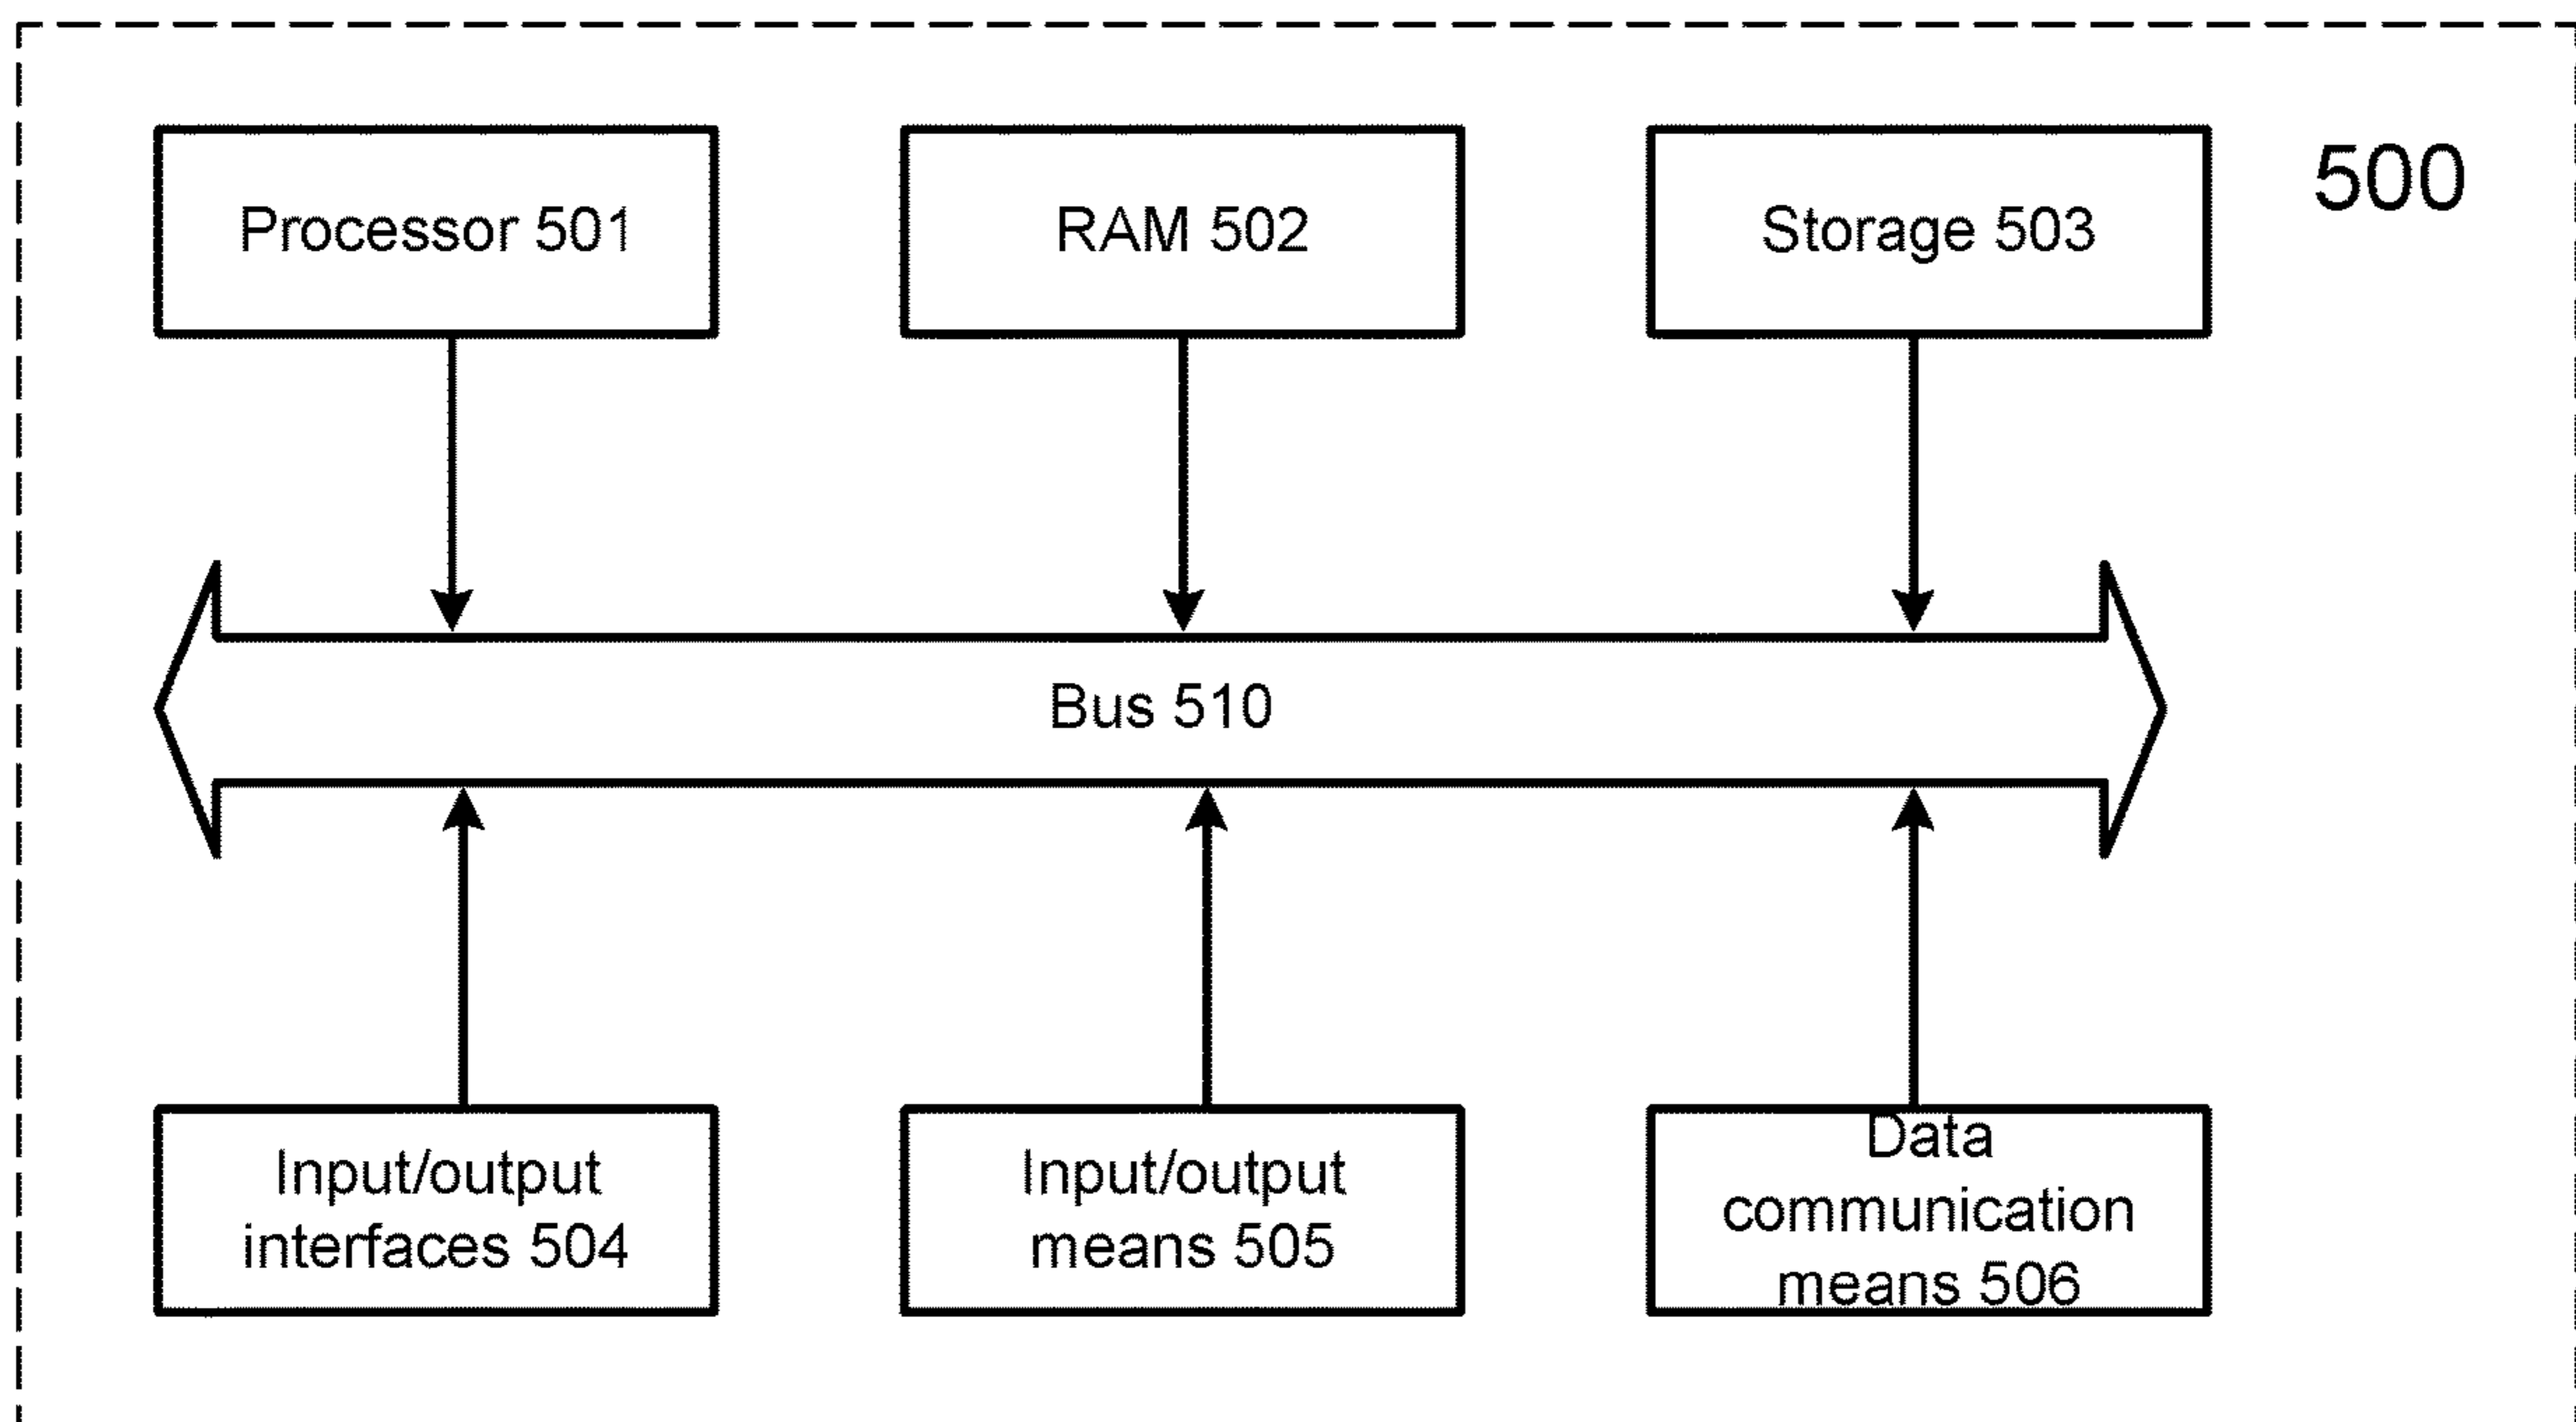 500
Processor 501
RAM 502
Storage 503
Bus 510
Input/output
interfaces 504
Input/output
means 505
Data
communication
means 506